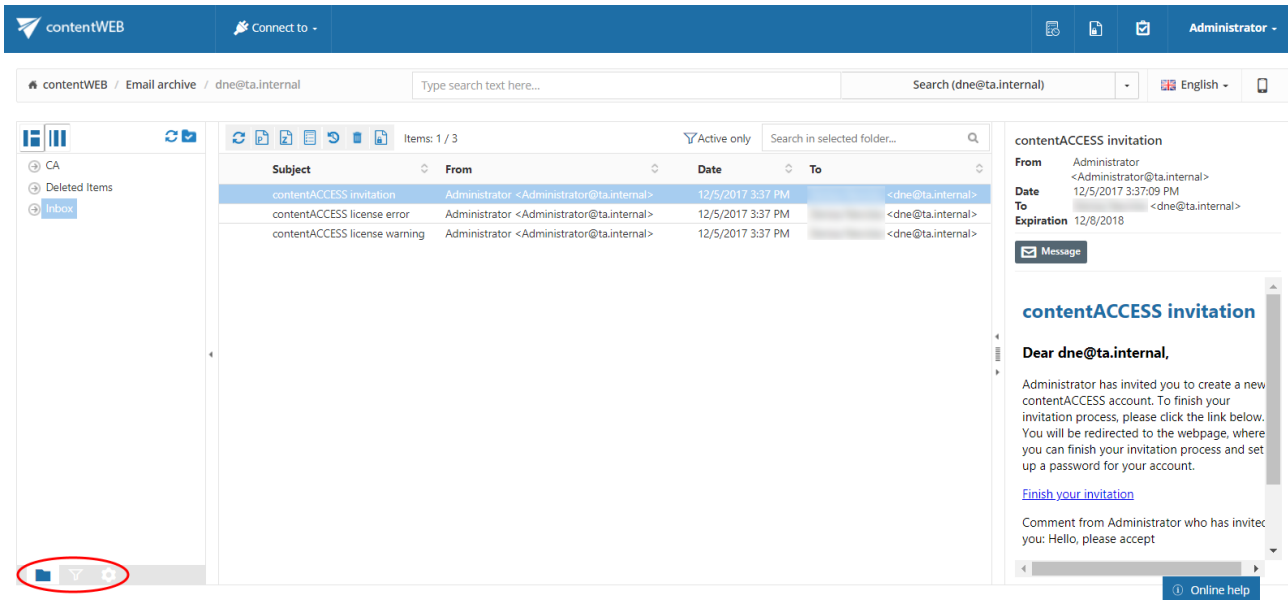 contentWEB
Connect to
Administrator
contentWEB / Email archive / dne@ta.internal
Type search text here...
Search (dne@ta.internal)
English
CA
Deleted Items
Inbox
Items: 1 / 3
Active only
Search in selected folder...
Subject From Date To
contentACCESS invitation Administrator <Administrator@ta.internal> 12/5/2017 3:37 PM <dne@ta.internal>
contentACCESS license error Administrator <Administrator@ta.internal> 12/5/2017 3:37 PM <dne@ta.internal>
contentACCESS license warning Administrator <Administrator@ta.internal> 12/5/2017 3:37 PM <dne@ta.internal>
contentACCESS invitation
From Administrator
<Administrator@ta.internal>
Date 12/5/2017 3:37:09 PM
To <dne@ta.internal>
Expiration 12/8/2018
Message
contentACCESS invitation
Dear dne@ta.internal,
Administrator has invited you to create a new
contentACCESS account. To finish your
invitation process, please click the link below.
You will be redirected to the webpage, where
you can finish your invitation process and set
up a password for your account.
Finish your invitation
Comment from Administrator who has invited
you: Hello, please accept
Online help